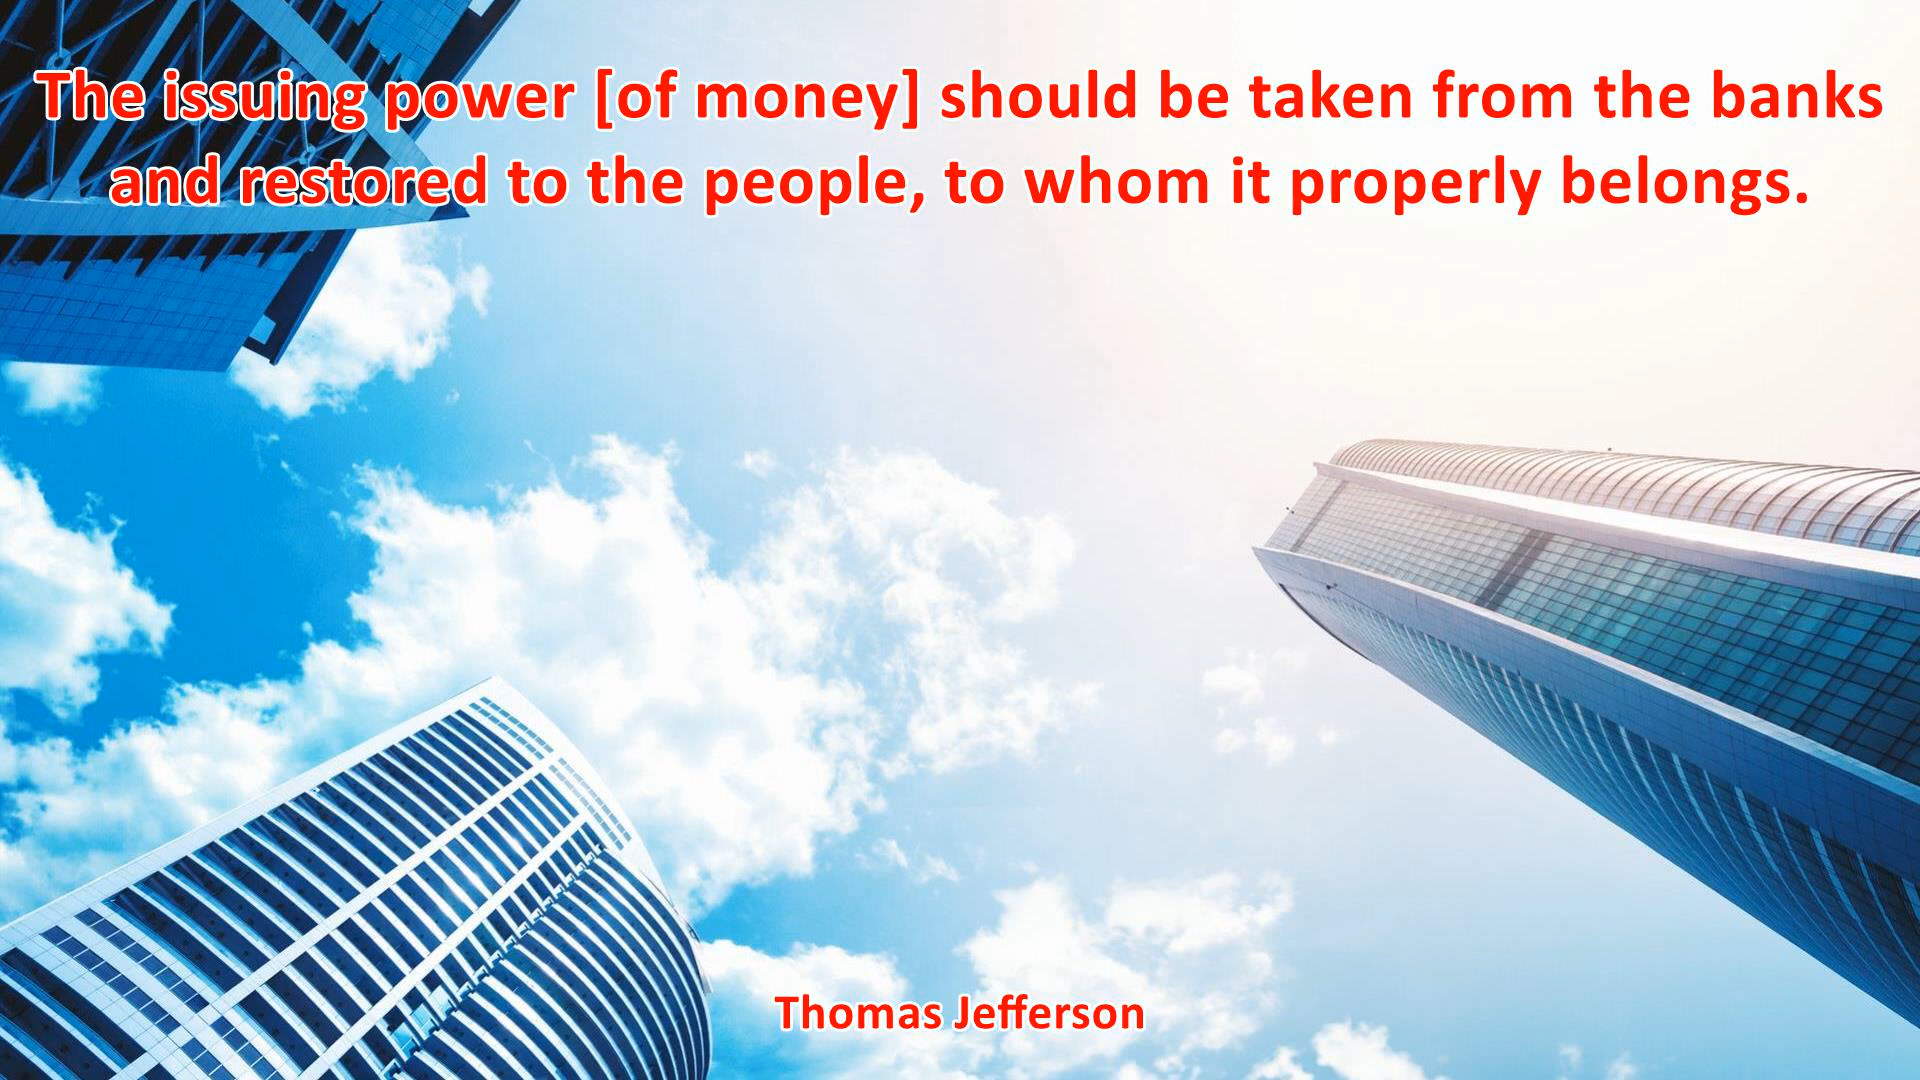 The issuing power [of money] should be taken from the banks
and restored to the people, to whom it properly belongs.
Thomas Jefferson